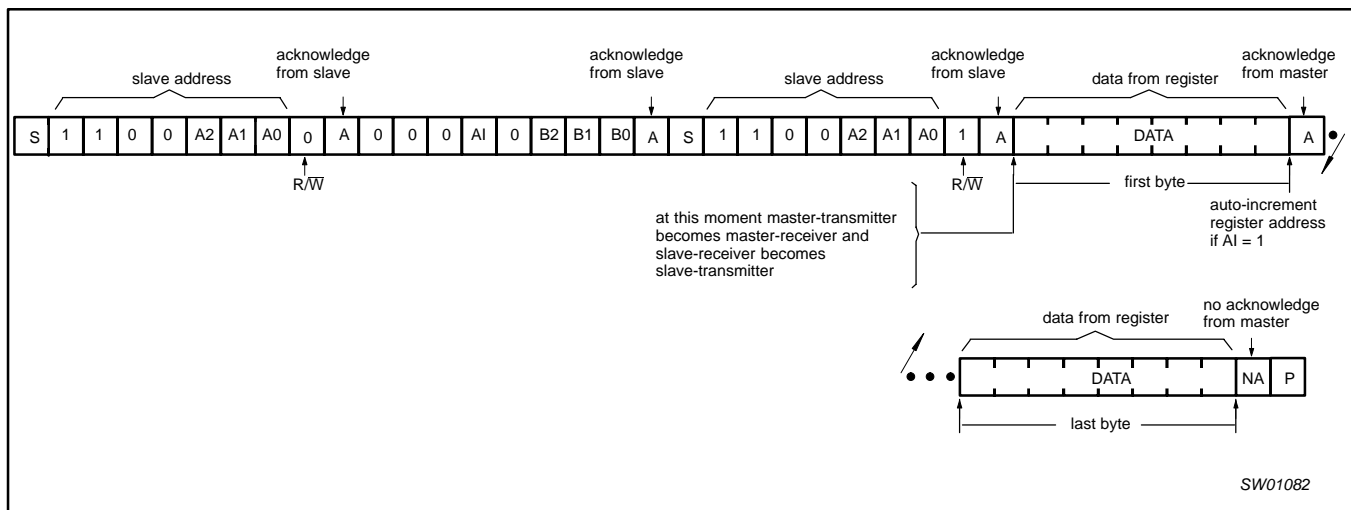 acknowledge
from slave
acknowledge
from slave
acknowledge
from slave
acknowledge
from master
slave address
slave address
data from register
S 1 1 0 0 A2 A1 A0 0 A 0 0 0 AI 0 B2 B1 B0 A S 1 1 0 0 A2 A1 A0 1 A DATA A
R/W̅
R/W̅
first byte
at this moment master-transmitter
becomes master-receiver and
slave-receiver becomes
slave-transmitter
auto-increment
register address
if AI = 1
data from register
no acknowledge
from master
DATA NA P
last byte
SW01082